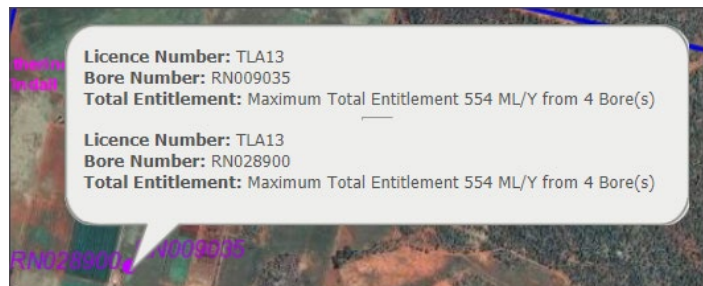 Licence Number: TLA13
Bore Number: RN009035
Total Entitlement: Maximum Total Entitlement 554 ML/Y from 4 Bore(s)
Licence Number: TLA13
Bore Number: RN028900
Total Entitlement: Maximum Total Entitlement 554 ML/Y from 4 Bore(s)
RN028900
RN009035